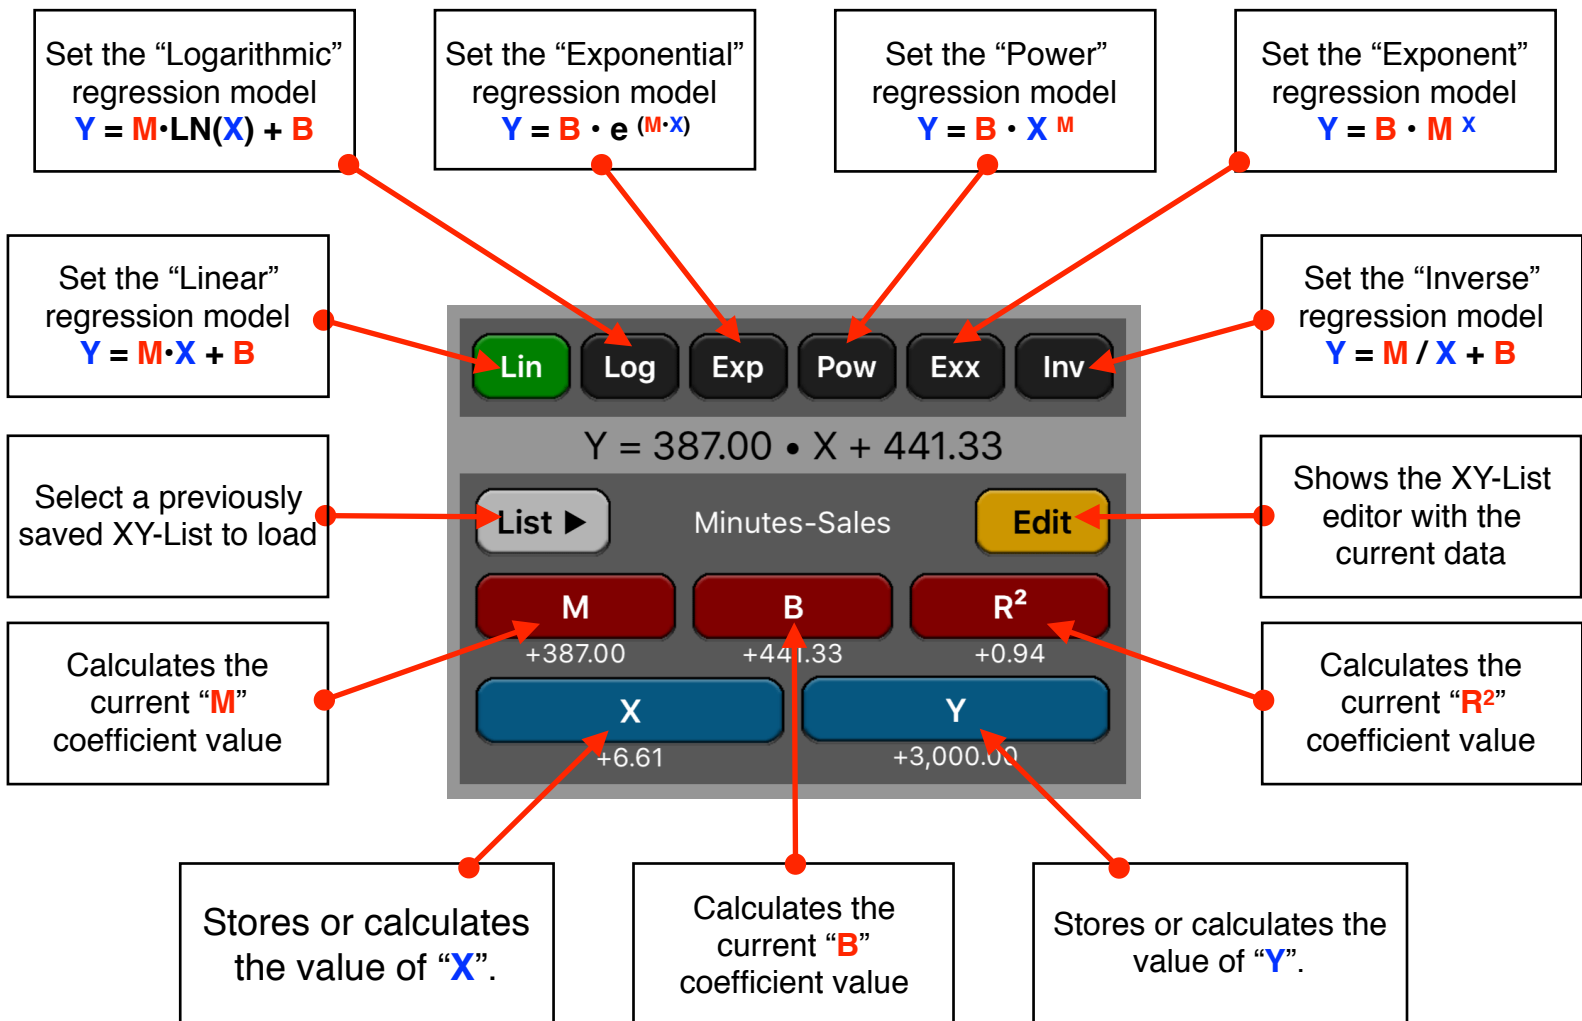 Set the “Logarithmic”
regression model
Y = M·LN(X) + B
Set the “Exponential”
regression model
Y = B · e (M·X)
Set the “Power”
regression model
Y = B · X M
Set the “Exponent”
regression model
Y = B · M X
Set the “Linear”
regression model
Y = M·X + B
Set the “Inverse”
regression model
Y = M / X + B
Lin Log Exp Pow Exx Inv
Y = 387.00 • X + 441.33
Select a previously
saved XY-List to load
List ▶ Minutes-Sales Edit
Shows the XY-List
editor with the
current data
M B R²
+387.00 +441.33 +0.94
Calculates the
current “M”
coefficient value
X Y
+6.61 +3,000.00
Calculates the
current “R²”
coefficient value
Stores or calculates
the value of “X”.
Calculates the
current “B”
coefficient value
Stores or calculates the
value of “Y”.